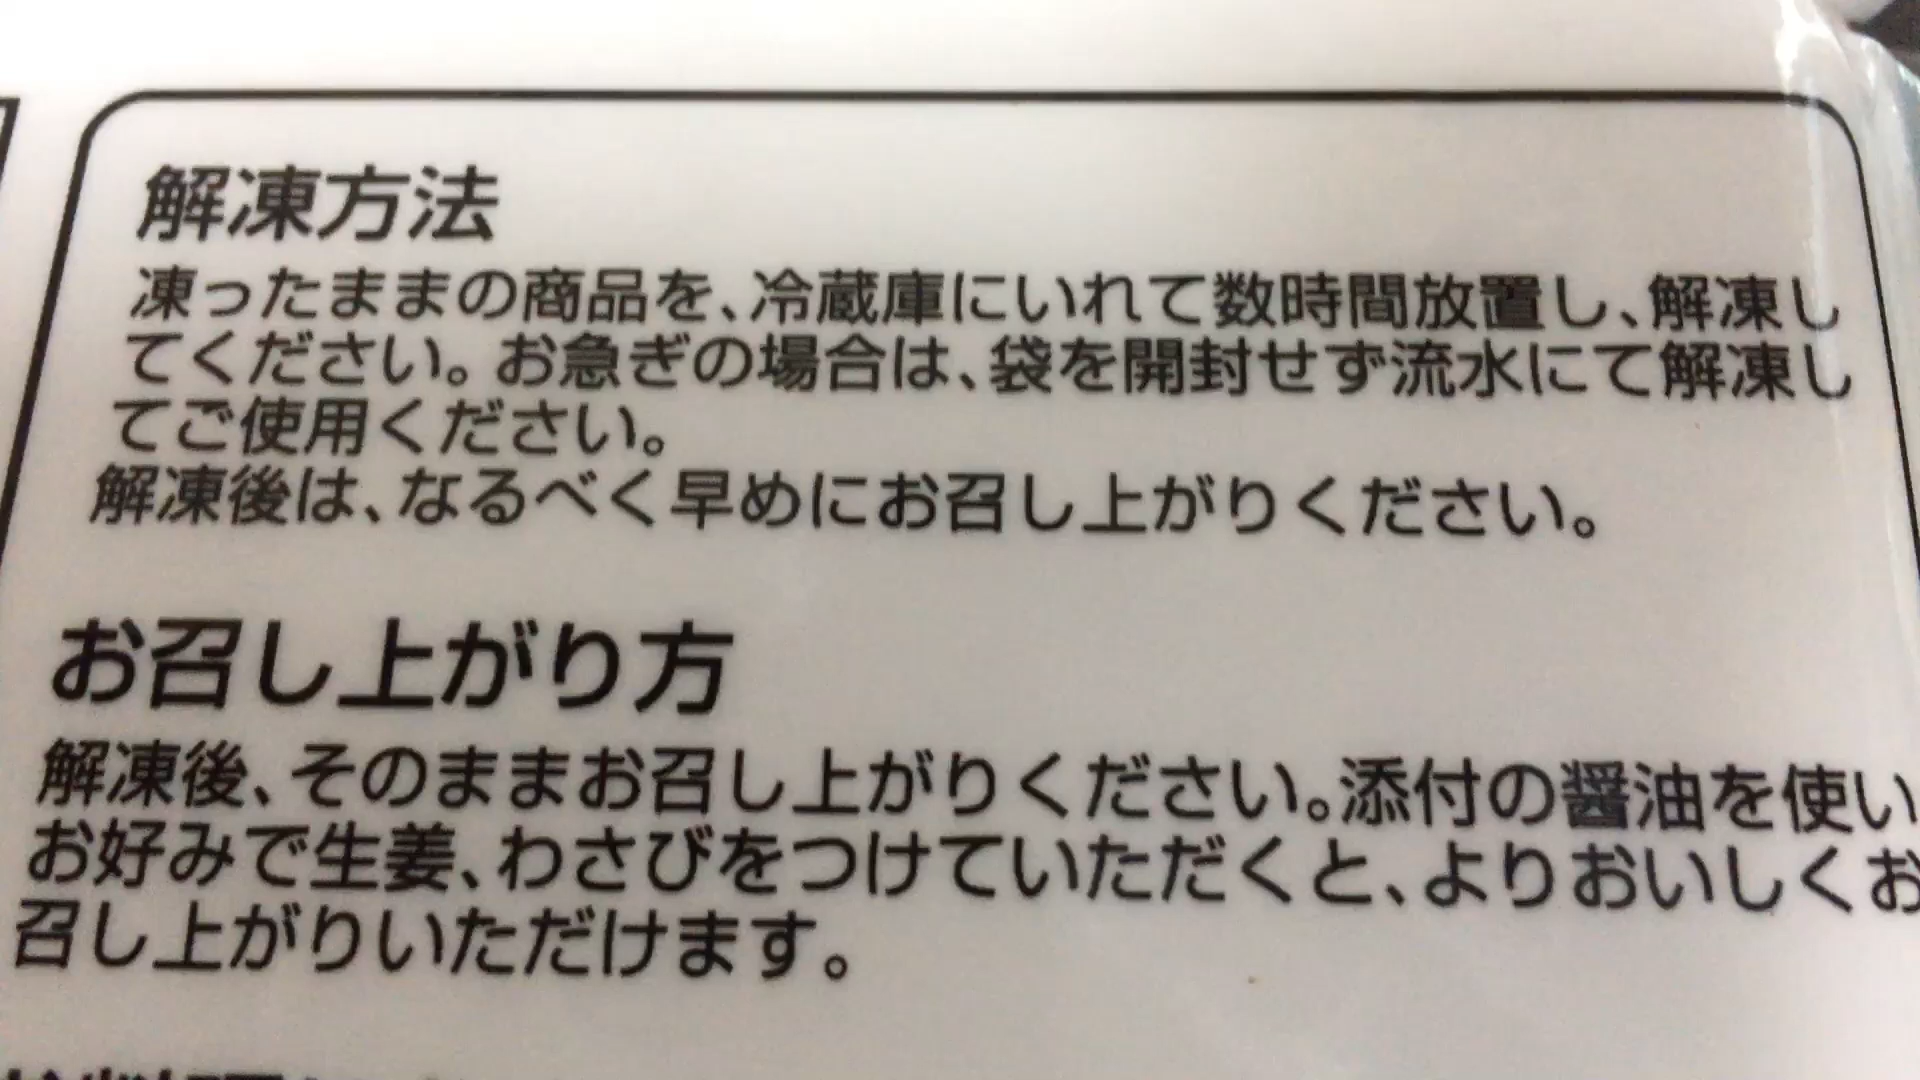 解凍方法
凍ったままの商品を、冷蔵庫にいれて数時間放置し、解凍し
てください。お急ぎの場合は、袋を開封せず流水にて解凍し
てご使用ください。
解凍後は、なるべく早めにお召し上がりください。
お召し上がり方
解凍後、そのままお召し上がりください。添付の醤油を使い
お好みで生姜、わさびをつけていただくと、よりおいしくお
召し上がりいただけます。